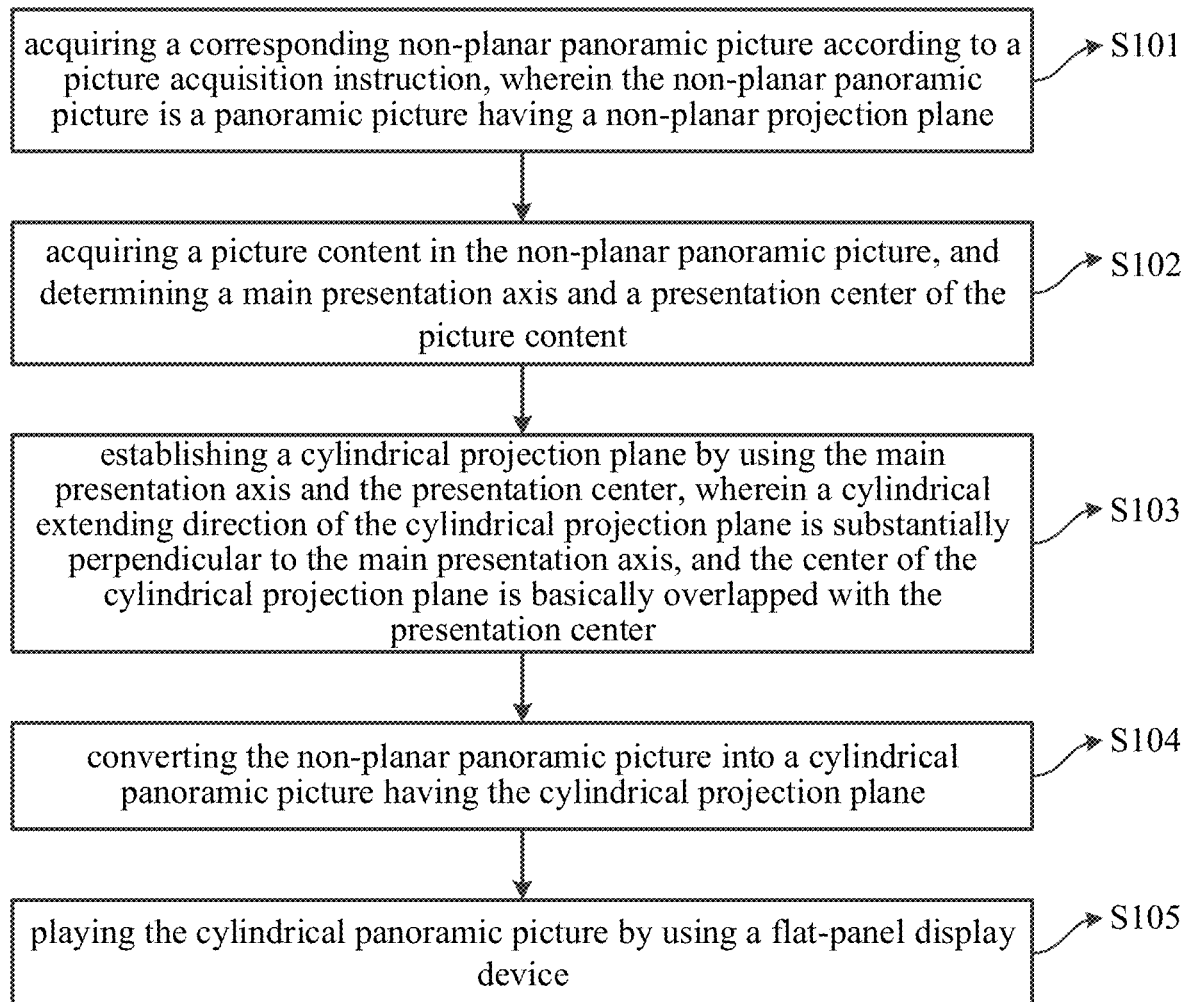 acquiring a corresponding non-planar panoramic picture according to a
picture acquisition instruction, wherein the non-planar panoramic
picture is a panoramic picture having a non-planar projection plane
S101
acquiring a picture content in the non-planar panoramic picture, and
determining a main presentation axis and a presentation center of the
picture content
S102
establishing a cylindrical projection plane by using the main
presentation axis and the presentation center, wherein a cylindrical
extending direction of the cylindrical projection plane is substantially
perpendicular to the main presentation axis, and the center of the
cylindrical projection plane is basically overlapped with the
presentation center
S103
converting the non-planar panoramic picture into a cylindrical
panoramic picture having the cylindrical projection plane
S104
playing the cylindrical panoramic picture by using a flat-panel display
device
S105